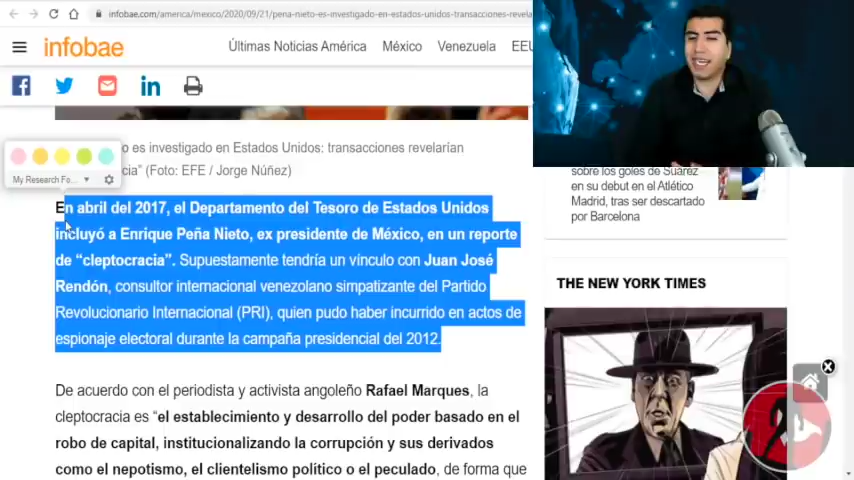 infobae.com/america/mexico/2020/09/21/pena-nieto-es-investigado-en-estados-unidos-transacciones-revela
infobae
Últimas Noticias América México Venezuela EEU
es investigado en Estados Unidos: transacciones revelarían
(Foto: EFE / Jorge Núñez)
My Research Fo...
En abril del 2017, el Departamento del Tesoro de Estados Unidos
incluyó a Enrique Peña Nieto, ex presidente de México, en un reporte
de “cleptocracia”. Supuestamente tendría un vínculo con Juan José
Rendón, consultor internacional venezolano simpatizante del Partido
Revolucionario Internacional (PRI), quien pudo haber incurrido en actos de
espionaje electoral durante la campaña presidencial del 2012.
De acuerdo con el periodista y activista angoleño Rafael Marques, la
cleptocracia es “el establecimiento y desarrollo del poder basado en el
robo de capital, institucionalizando la corrupción y sus derivados
como el nepotismo, el clientelismo político o el peculado, de forma que
sobre los goles de Suárez
en su debut en el Atlético
Madrid, tras ser descartado
por Barcelona
THE NEW YORK TIMES